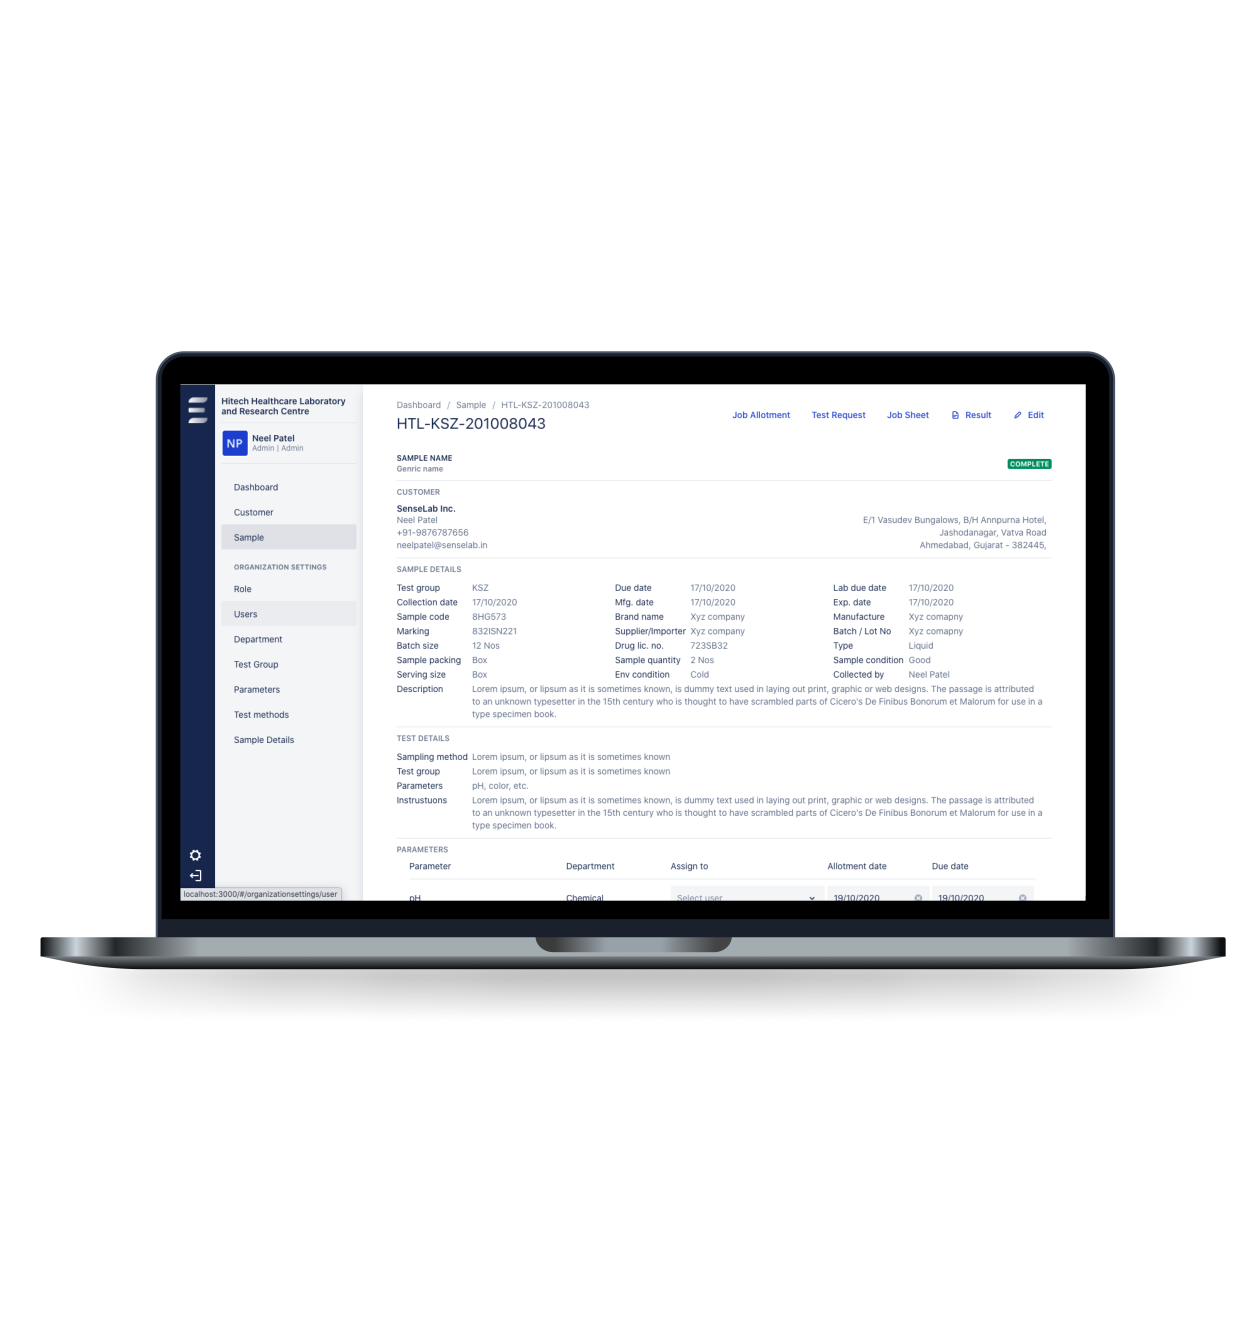 Hitech Healthcare Laboratory
and Research Centre
NP
Neel Patel
Admin | Admin
Dashboard
Customer
Sample
ORGANIZATION SETTINGS
Role
Users
Department
Test Group
Parameters
Test methods
Sample Details
localhost:3000/#/organizationsettings/user
Dashboard / Sample / HTL-KSZ-201008043
HTL-KSZ-201008043
Job Allotment Test Request Job Sheet Result Edit
SAMPLE NAME
Genric name
COMPLETE
CUSTOMER
SenseLab Inc.
Neel Patel
+91-9876787656
neelpatel@senselab.in
E/1 Vasudev Bungalows, B/H Annpurna Hotel,
Jashodanagar, Vatva Road
Ahmedabad, Gujarat - 382445,
SAMPLE DETAILS
Test group KSZ Due date 17/10/2020 Lab due date 17/10/2020
Collection date 17/10/2020 Mfg. date 17/10/2020 Exp. date 17/10/2020
Sample code 8HG573 Brand name Xyz company Manufacture Xyz comapny
Marking 832ISN221 Supplier/Importer Xyz company Batch / Lot No Xyz comapny
Batch size 12 Nos Drug lic. no. 723SB32 Type Liquid
Sample packing Box Sample quantity 2 Nos Sample condition Good
Serving size Box Env condition Cold Collected by Neel Patel
Description Lorem ipsum, or lipsum as it is sometimes known, is dummy text used in laying out print, graphic or web designs. The passage is attributed
to an unknown typesetter in the 15th century who is thought to have scrambled parts of Cicero's De Finibus Bonorum et Malorum for use in a
type specimen book.
TEST DETAILS
Sampling method Lorem ipsum, or lipsum as it is sometimes known
Test group Lorem ipsum, or lipsum as it is sometimes known
Parameters pH, color, etc.
Instrustuons Lorem ipsum, or lipsum as it is sometimes known, is dummy text used in laying out print, graphic or web designs. The passage is attributed
to an unknown typesetter in the 15th century who is thought to have scrambled parts of Cicero's De Finibus Bonorum et Malorum for use in a
type specimen book.
PARAMETERS
Parameter Department Assign to Allotment date Due date
pH Chemical Select user 19/10/2020 19/10/2020